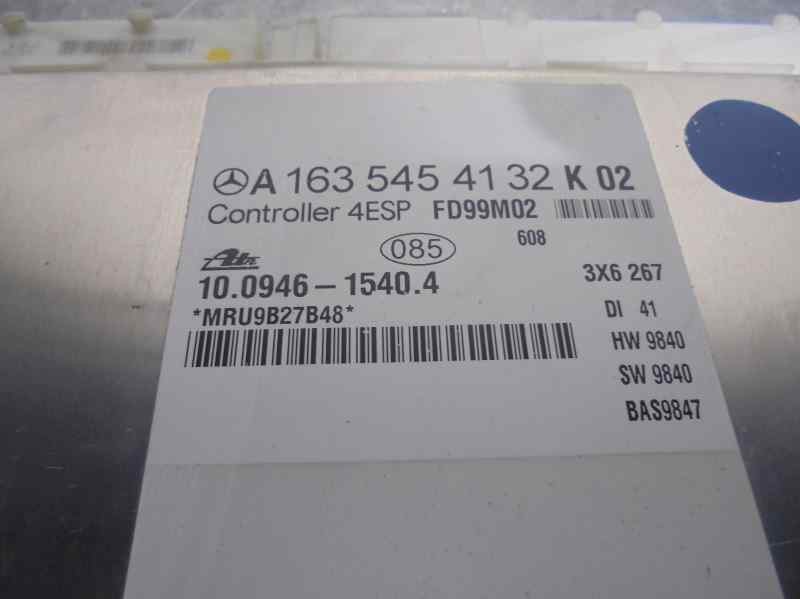 A 163 545 41 32 K 02
Controller 4ESP FD99M02
608
085
Ate
10.0946-1540.4
3X6 267
*MRU9B27B48*
DI 41
HW 9840
SW 9840
BAS9847